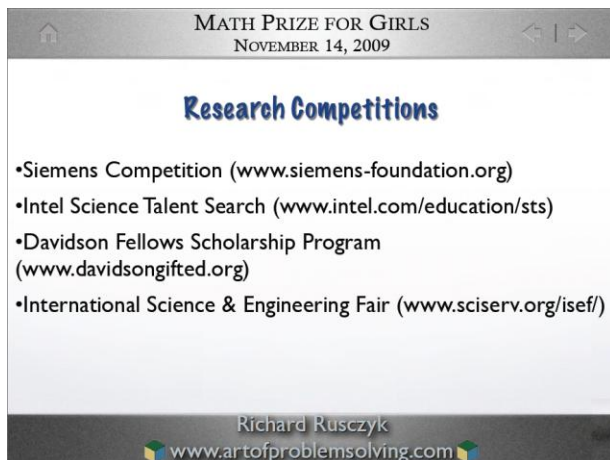 MATH PRIZE FOR GIRLS
NOVEMBER 14, 2009
Research Competitions
•Siemens Competition (www.siemens-foundation.org)
•Intel Science Talent Search (www.intel.com/education/sts)
•Davidson Fellows Scholarship Program
(www.davidsongifted.org)
•International Science & Engineering Fair (www.sciserv.org/isef/)
Richard Rusczyk
www.artofproblemsolving.com